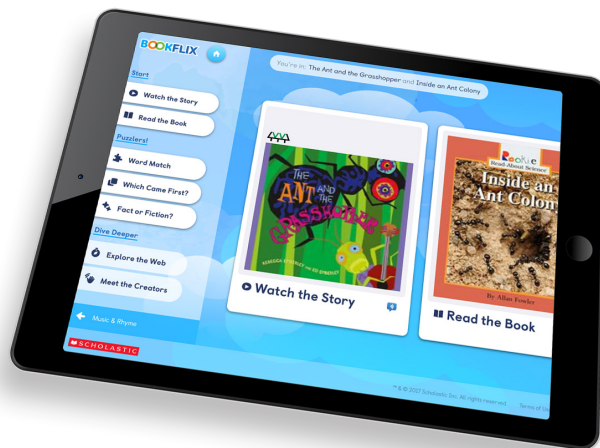 BOOKFLIX
You're in: The Ant and the Grasshopper and Inside an Ant Colony
Start
Watch the Story
Read the Book
Puzzlers!
Word Match
Which Came First?
Fact or Fiction?
Dive Deeper
Explore the Web
Meet the Creators
Music & Rhyme
SCHOLASTIC
THE
ANT AND THE
GRASSHOPPER
Watch the Story
Rookie
Read-About Science
Inside an
Ant Colon
By Allan Fowler
Read the Book
™ & © 2017 Scholastic Inc. All rights reserved
Terms of Us